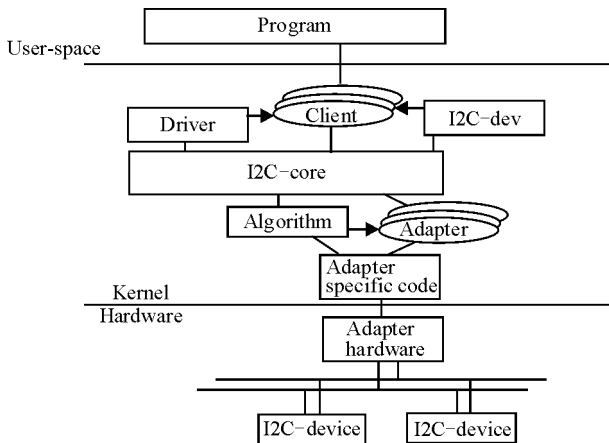 Program
User-space
Client
Driver
I2C-dev
I2C-core
Algorithm
Adapter
Adapter
specific code
Kernel
Hardware
Adapter
hardware
I2C-device
I2C-device